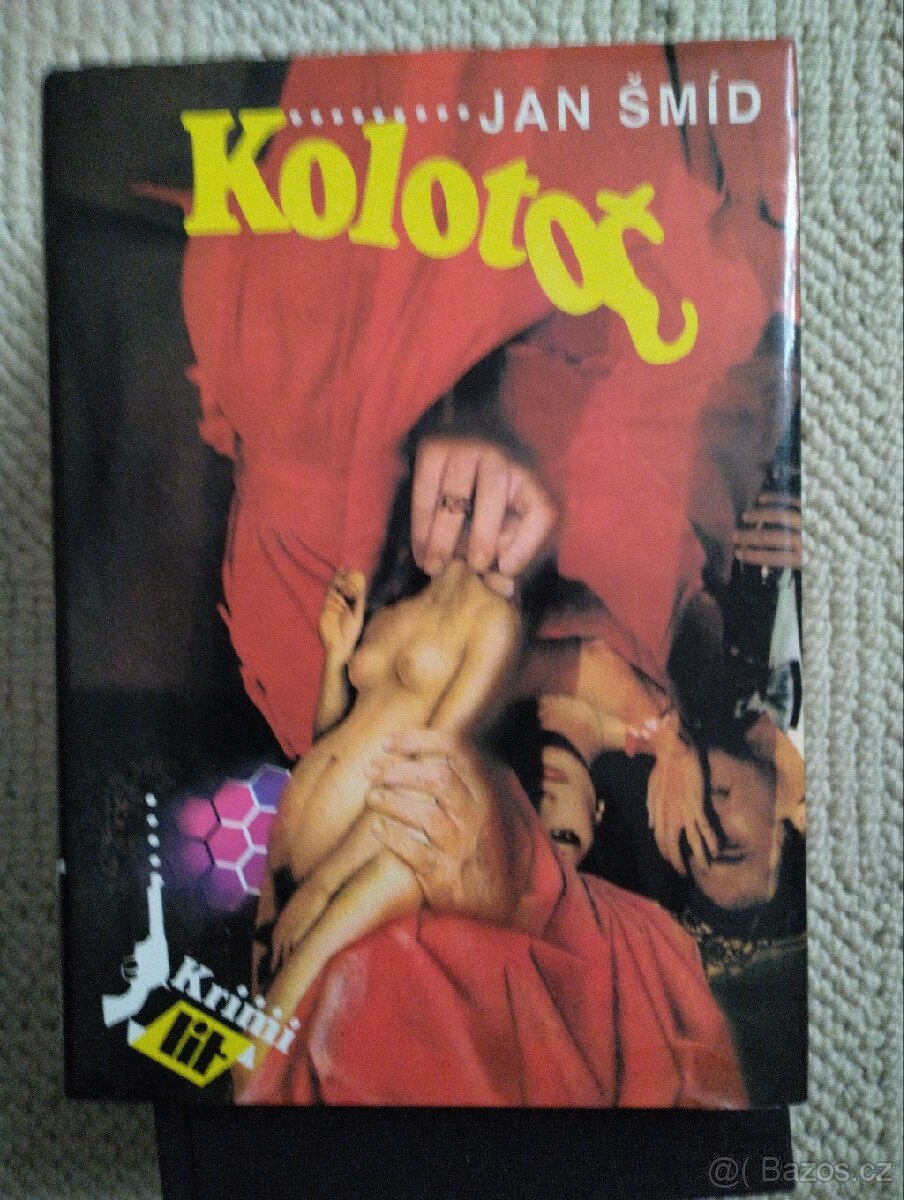 JAN ŠMÍD
Kolotoč
Krimi
lit
@( Bazos.cz